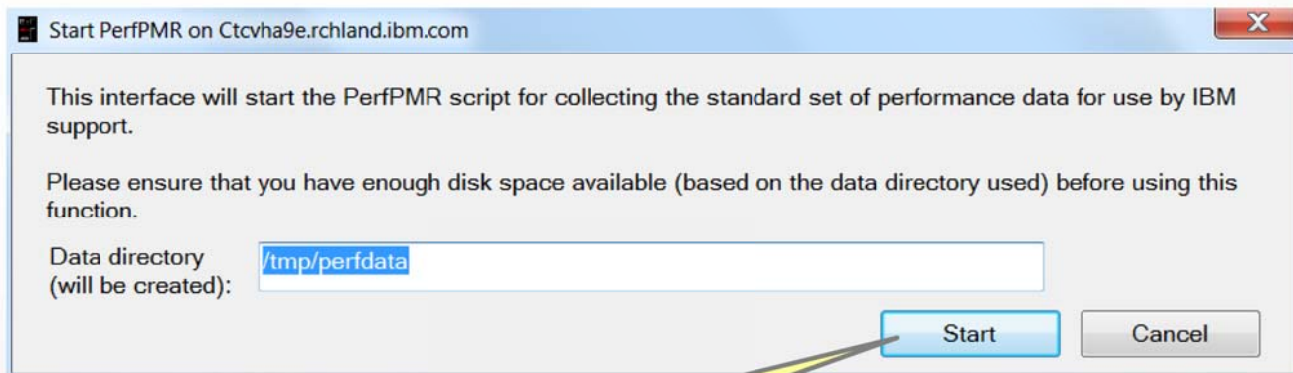 Start PerfPMR on Ctcvha9e.rchland.ibm.com
X
This interface will start the PerfPMR script for collecting the standard set of performance data for use by IBM
support.
Please ensure that you have enough disk space available (based on the data directory used) before using this
function.
Data directory
(will be created):
/tmp/perfdata
Start
Cancel